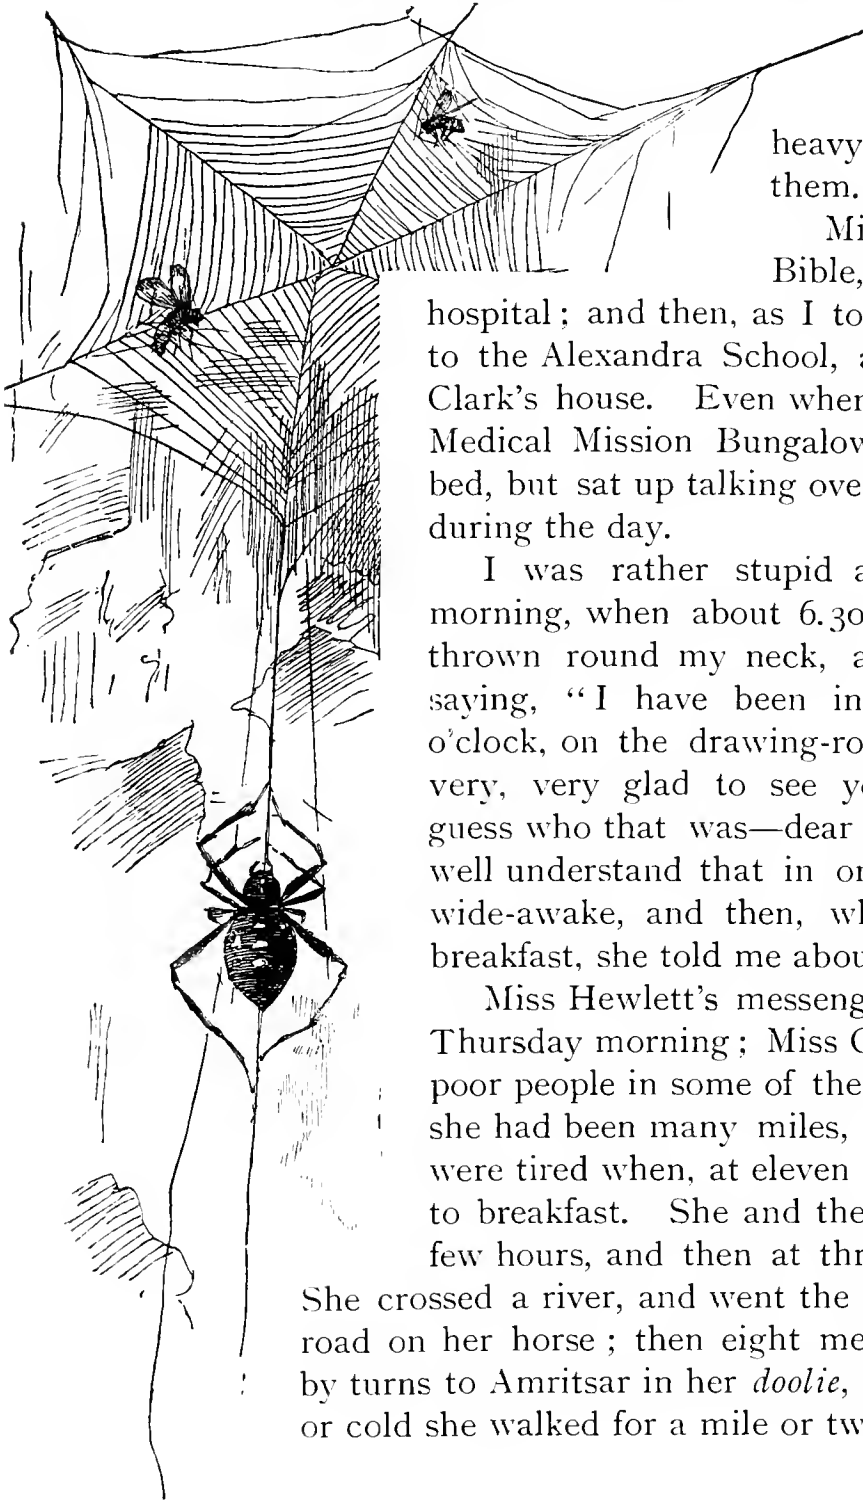 heavy
them.
Mi
Bible,
hospital; and then, as I to
to the Alexandra School, a
Clark's house. Even when
Medical Mission Bungalow
bed, but sat up talking ove
during the day.
I was rather stupid a
morning, when about 6.30
thrown round my neck, a
saying, “I have been in
o'clock, on the drawing-ro
very, very glad to see yo
guess who that was—dear
well understand that in or
wide-awake, and then, wh
breakfast, she told me abou
Miss Hewlett's messeng
Thursday morning; Miss C
poor people in some of the
she had been many miles,
were tired when, at eleven
to breakfast. She and the
few hours, and then at thr
She crossed a river, and went the
road on her horse; then eight me
by turns to Amritsar in her doolie,
or cold she walked for a mile or tw